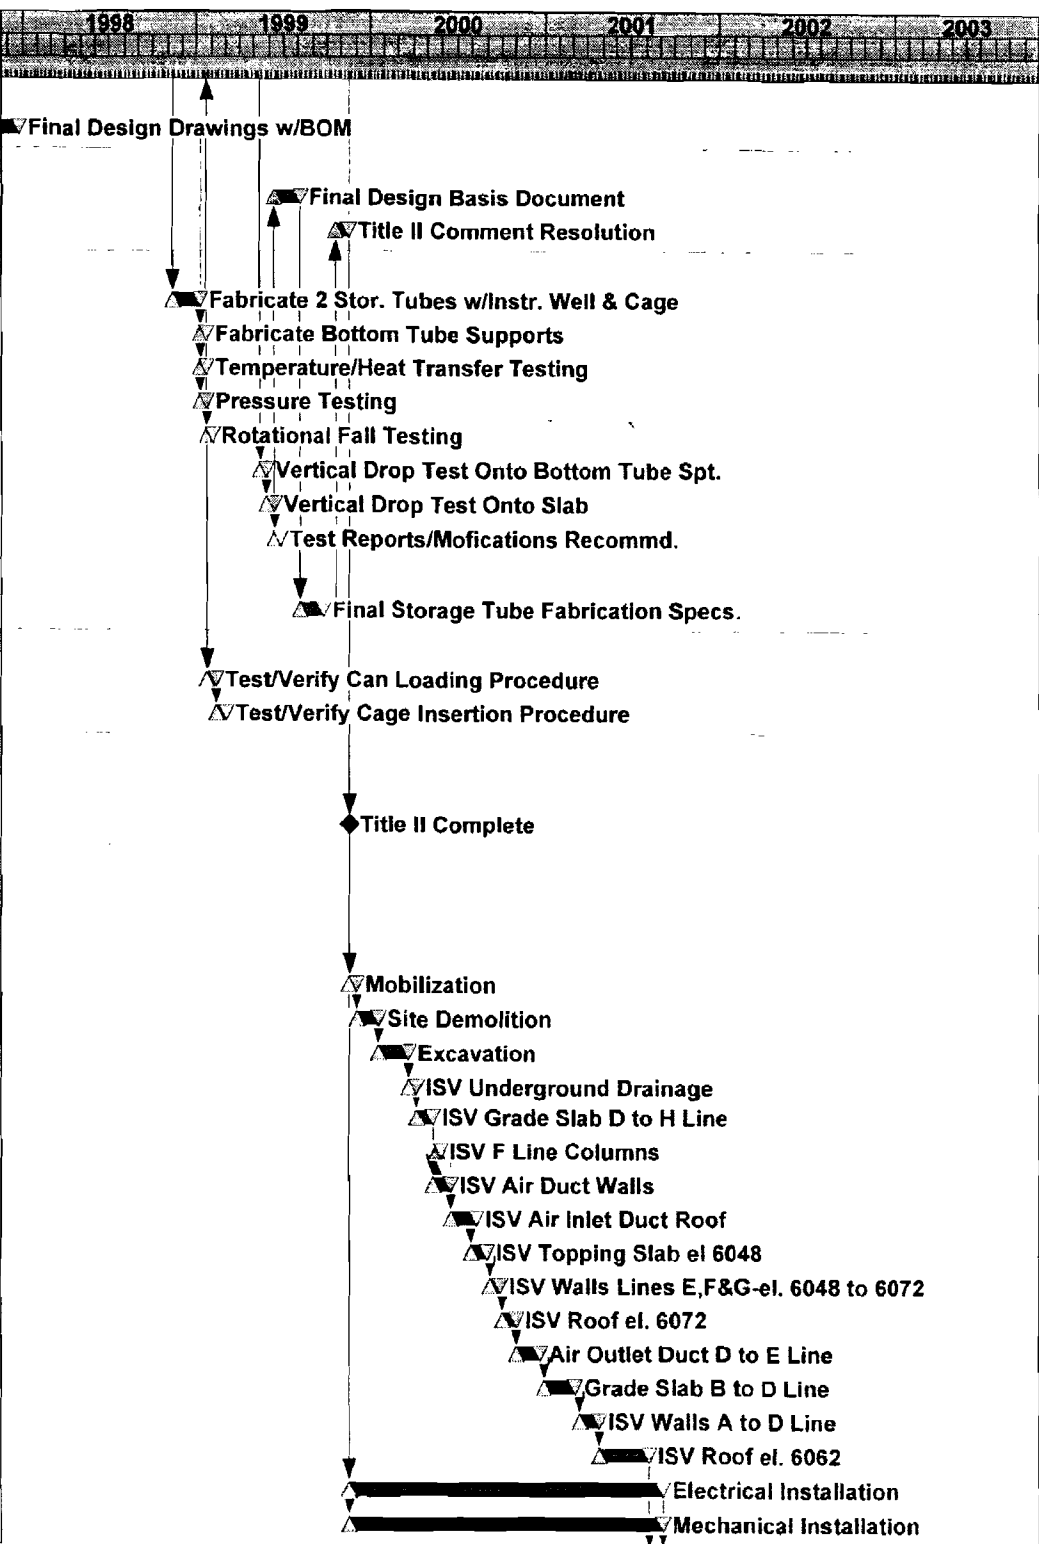 1998 1999 2000 2001 2002 2003
Final Design Drawings w/BOM
Final Design Basis Document
Title II Comment Resolution
Fabricate 2 Stor. Tubes w/Instr. Well & Cage
Fabricate Bottom Tube Supports
Temperature/Heat Transfer Testing
Pressure Testing
Rotational Fall Testing
Vertical Drop Test Onto Bottom Tube Spt.
Vertical Drop Test Onto Slab
Test Reports/Mofications Recommd.
Final Storage Tube Fabrication Specs.
Test/Verify Can Loading Procedure
Test/Verify Cage Insertion Procedure
Title II Complete
Mobilization
Site Demolition
Excavation
ISV Underground Drainage
ISV Grade Slab D to H Line
ISV F Line Columns
ISV Air Duct Walls
ISV Air Inlet Duct Roof
ISV Topping Slab el 6048
ISV Walls Lines E,F&G-el. 6048 to 6072
ISV Roof el. 6072
Air Outlet Duct D to E Line
Grade Slab B to D Line
ISV Walls A to D Line
ISV Roof el. 6062
Electrical Installation
Mechanical Installation